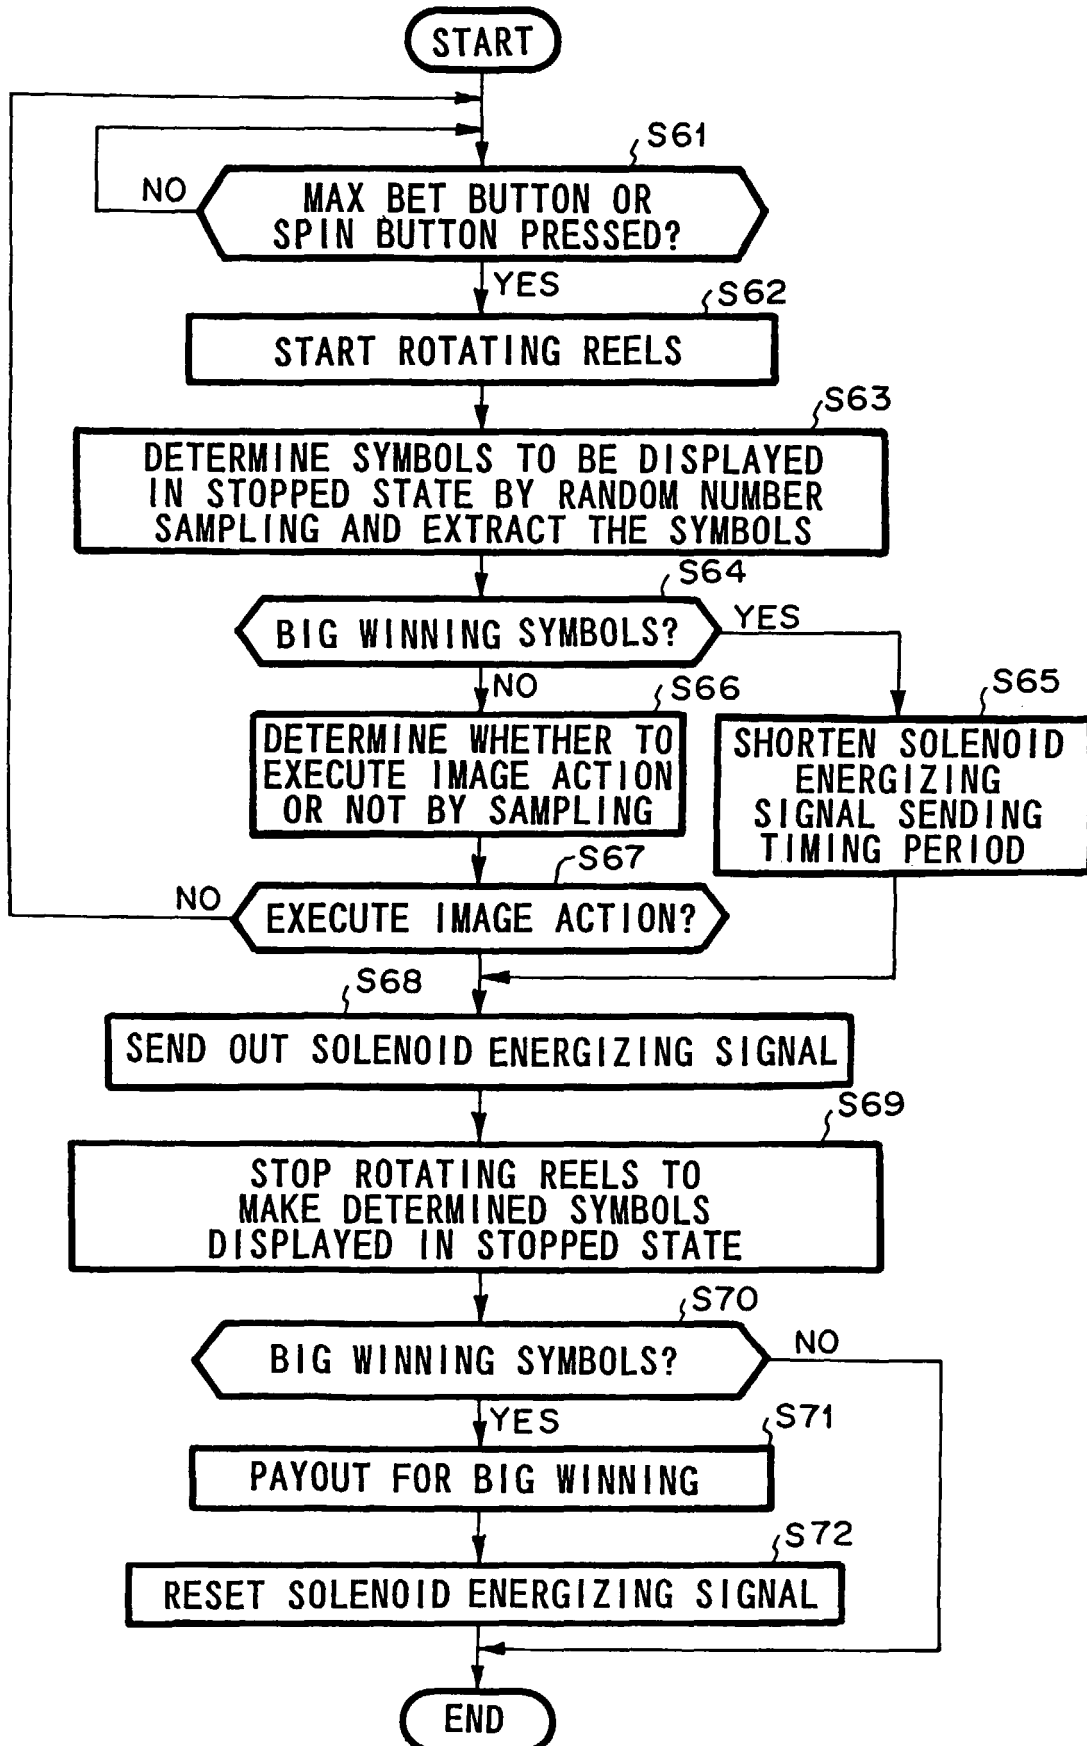 START
S61
NO
MAX BET BUTTON OR
SPIN BUTTON PRESSED?
YES
S62
START ROTATING REELS
S63
DETERMINE SYMBOLS TO BE DISPLAYED
IN STOPPED STATE BY RANDOM NUMBER
SAMPLING AND EXTRACT THE SYMBOLS
S64
BIG WINNING SYMBOLS?
YES
NO
S66
S65
DETERMINE WHETHER TO
EXECUTE IMAGE ACTION
OR NOT BY SAMPLING
SHORTEN SOLENOID
ENERGIZING
SIGNAL SENDING
TIMING PERIOD
S67
NO
EXECUTE IMAGE ACTION?
S68
SEND OUT SOLENOID ENERGIZING SIGNAL
S69
STOP ROTATING REELS TO
MAKE DETERMINED SYMBOLS
DISPLAYED IN STOPPED STATE
S70
BIG WINNING SYMBOLS?
NO
YES
S71
PAYOUT FOR BIG WINNING
S72
RESET SOLENOID ENERGIZING SIGNAL
END